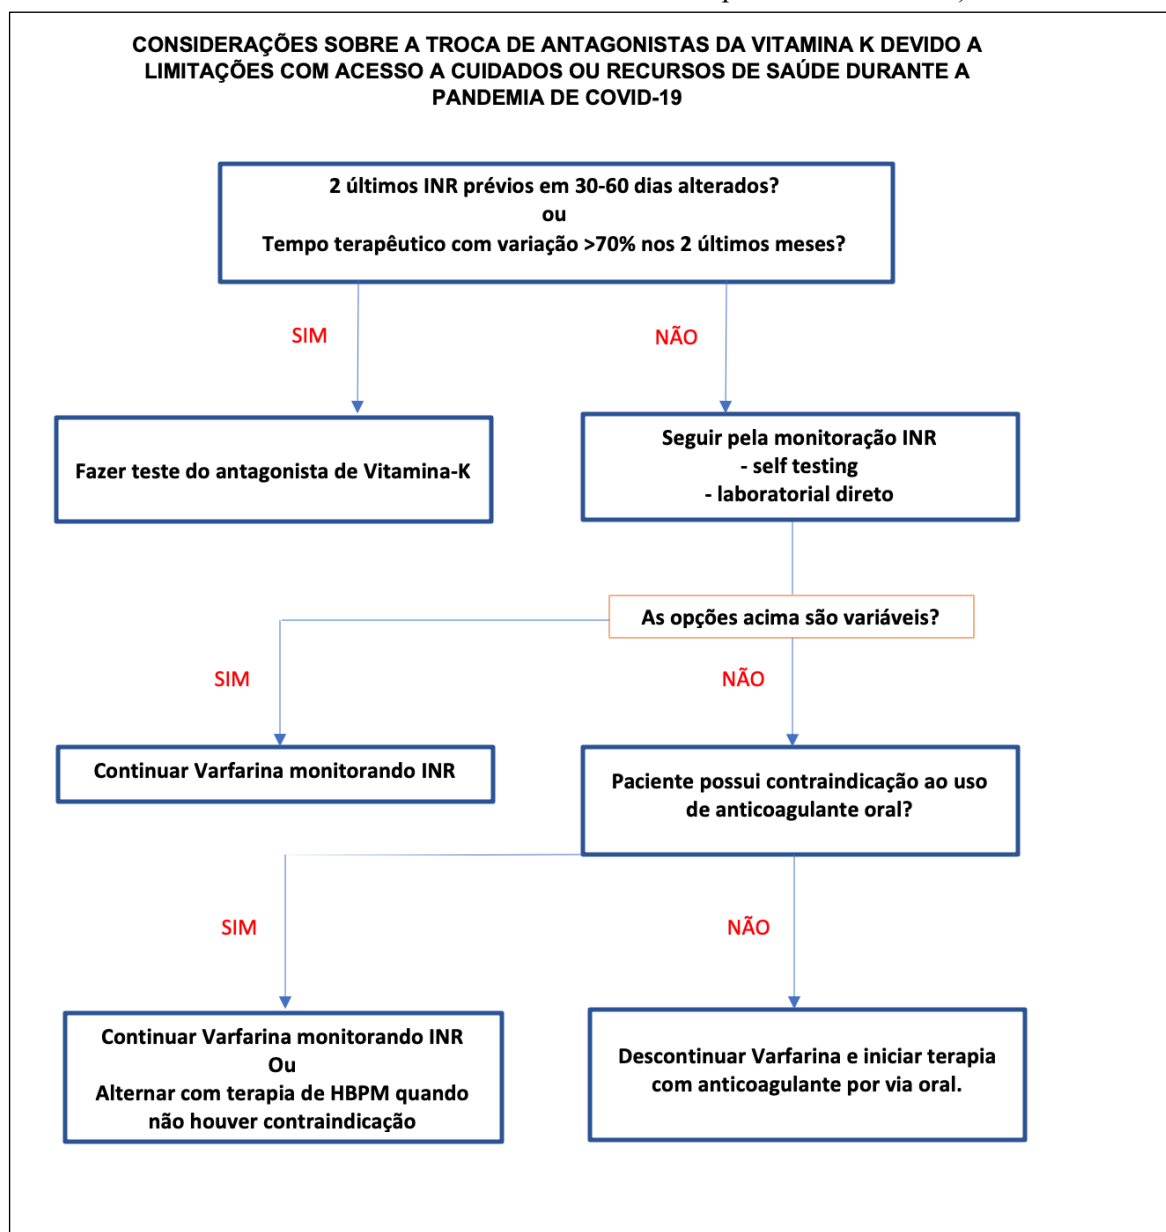 CONSIDERAÇÕES SOBRE A TROCA DE ANTAGONISTAS DA VITAMINA K DEVIDO A
LIMITAÇÕES COM ACESSO A CUIDADOS OU RECURSOS DE SAÚDE DURANTE A
PANDEMIA DE COVID-19
2 últimos INR prévios em 30-60 dias alterados?
ou
Tempo terapêutico com variação >70% nos 2 últimos meses?
SIM
NÃO
Fazer teste do antagonista de Vitamina-K
Seguir pela monitoração INR
- self testing
- laboratorial direto
As opções acima são variáveis?
SIM
NÃO
Continuar Varfarina monitorando INR
Paciente possui contraindicação ao uso
de anticoagulante oral?
SIM
NÃO
Continuar Varfarina monitorando INR
Ou
Alternar com terapia de HBPM quando
não houver contraindicação
Descontinuar Varfarina e iniciar terapia
com anticoagulante por via oral.